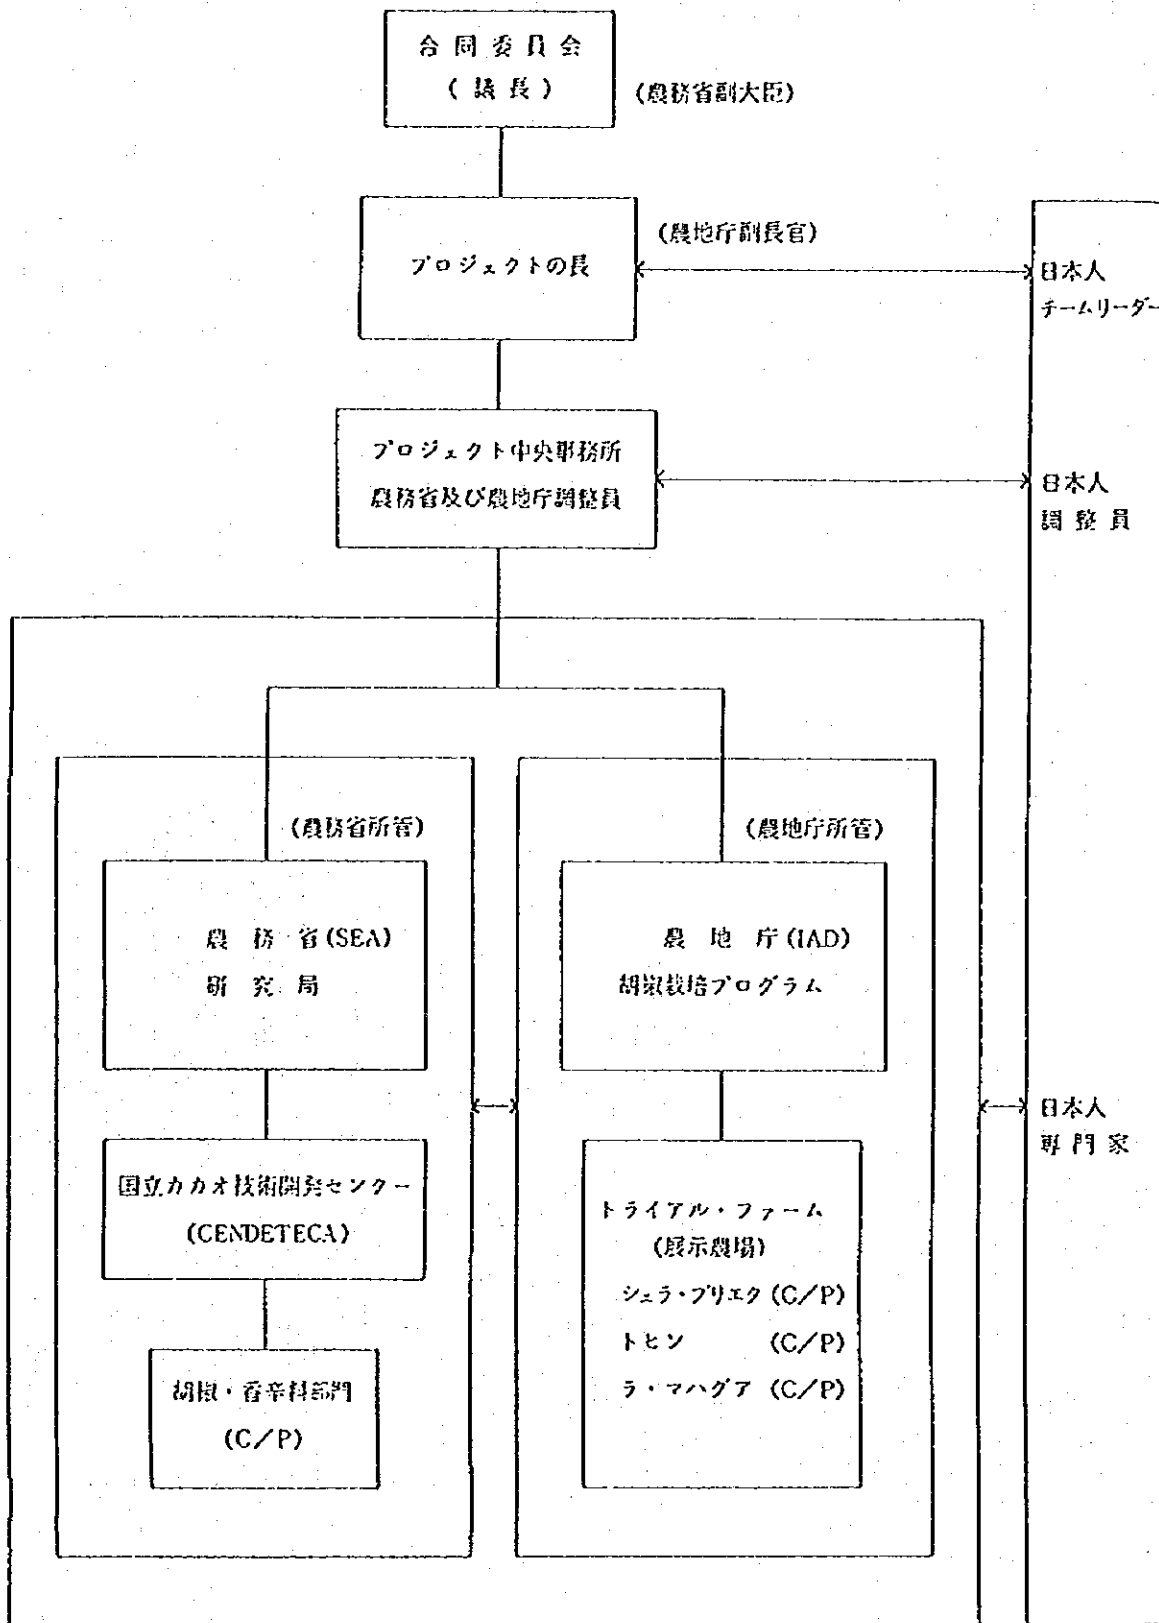 合同委員会
(議長)
(農務省副大臣)
プロジェクトの長
(農地庁副長官)
日本人
チームリーダー
プロジェクト中央事務所
農務省及び農地庁調整員
日本人
調整員
(農務省所管)
(農地庁所管)
農務省(SEA)
研究局
農地庁(IAD)
胡椒栽培プログラム
日本人
専門家
国立カカオ技術開発センター
(CENDETECA)
トライアル・ファーム
(展示農場)
シェラ・プリエタ (C/P)
トヒン (C/P)
ラ・マハグア (C/P)
胡椒・香辛料部門
(C/P)